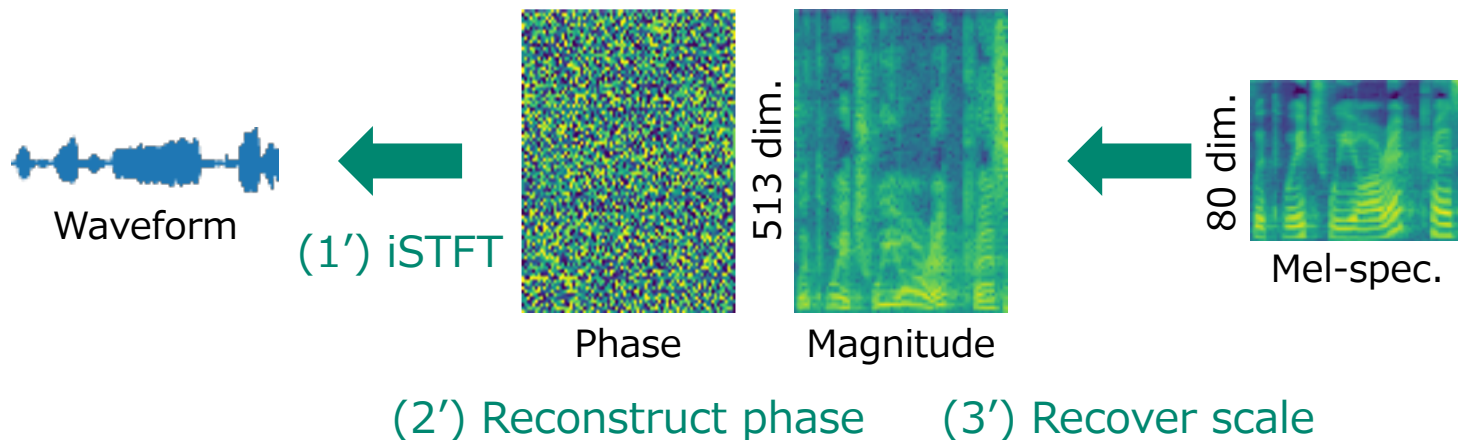 Waveform
(1') iSTFT
Phase
513 dim.
Magnitude
80 dim.
Mel-spec.
(2') Reconstruct phase
(3') Recover scale